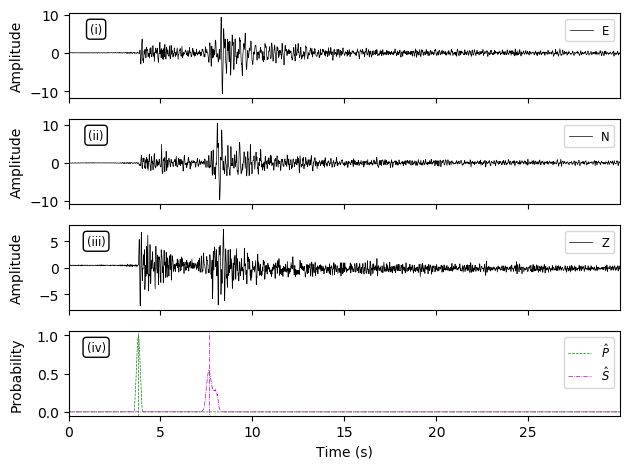 10
0
−10
Amplitude
(i)
E
10
0
−10
Amplitude
(ii)
N
5
0
−5
Amplitude
(iii)
Z
1.0
0.5
0.0
Probability
(iv)
P̂
Ŝ
0 5 10 15 20 25
Time (s)